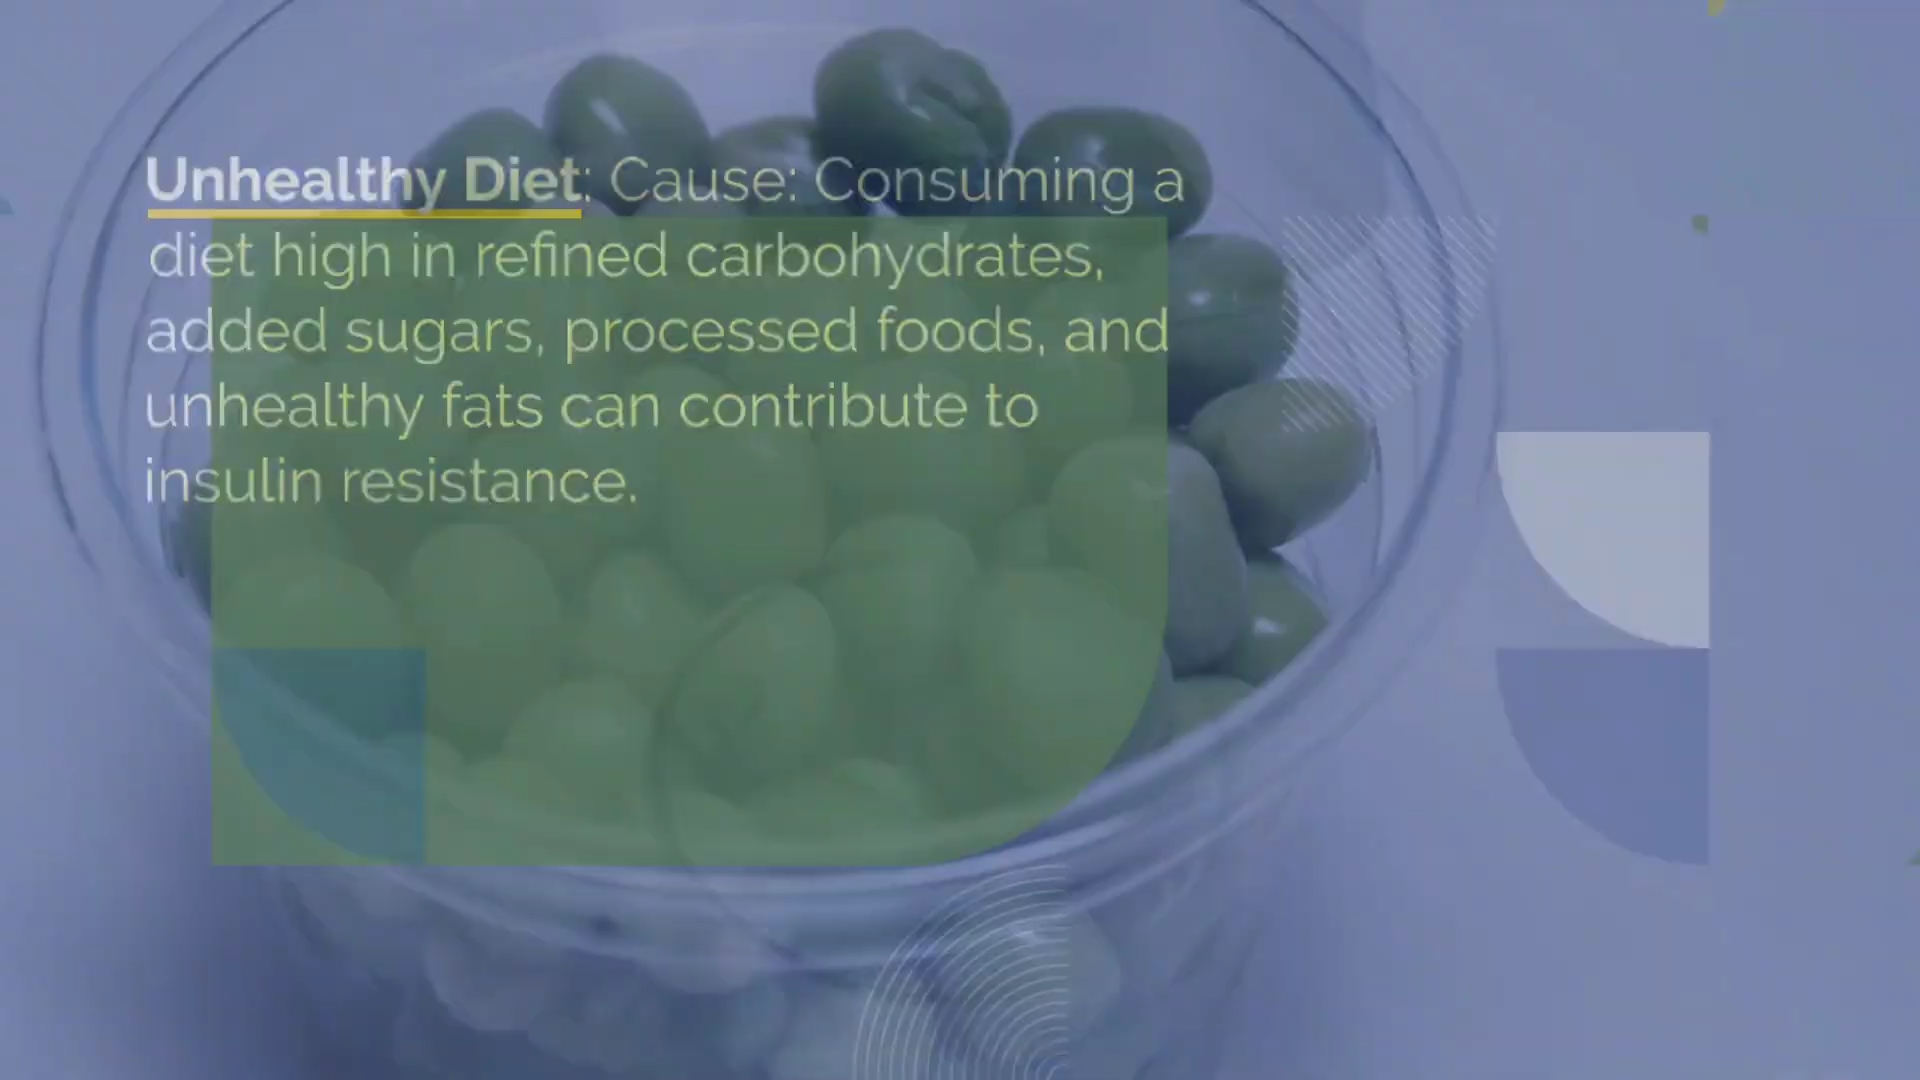 Unhealthy Diet: Cause: Consuming a
diet high in refined carbohydrates,
added sugars, processed foods, and
unhealthy fats can contribute to
insulin resistance.